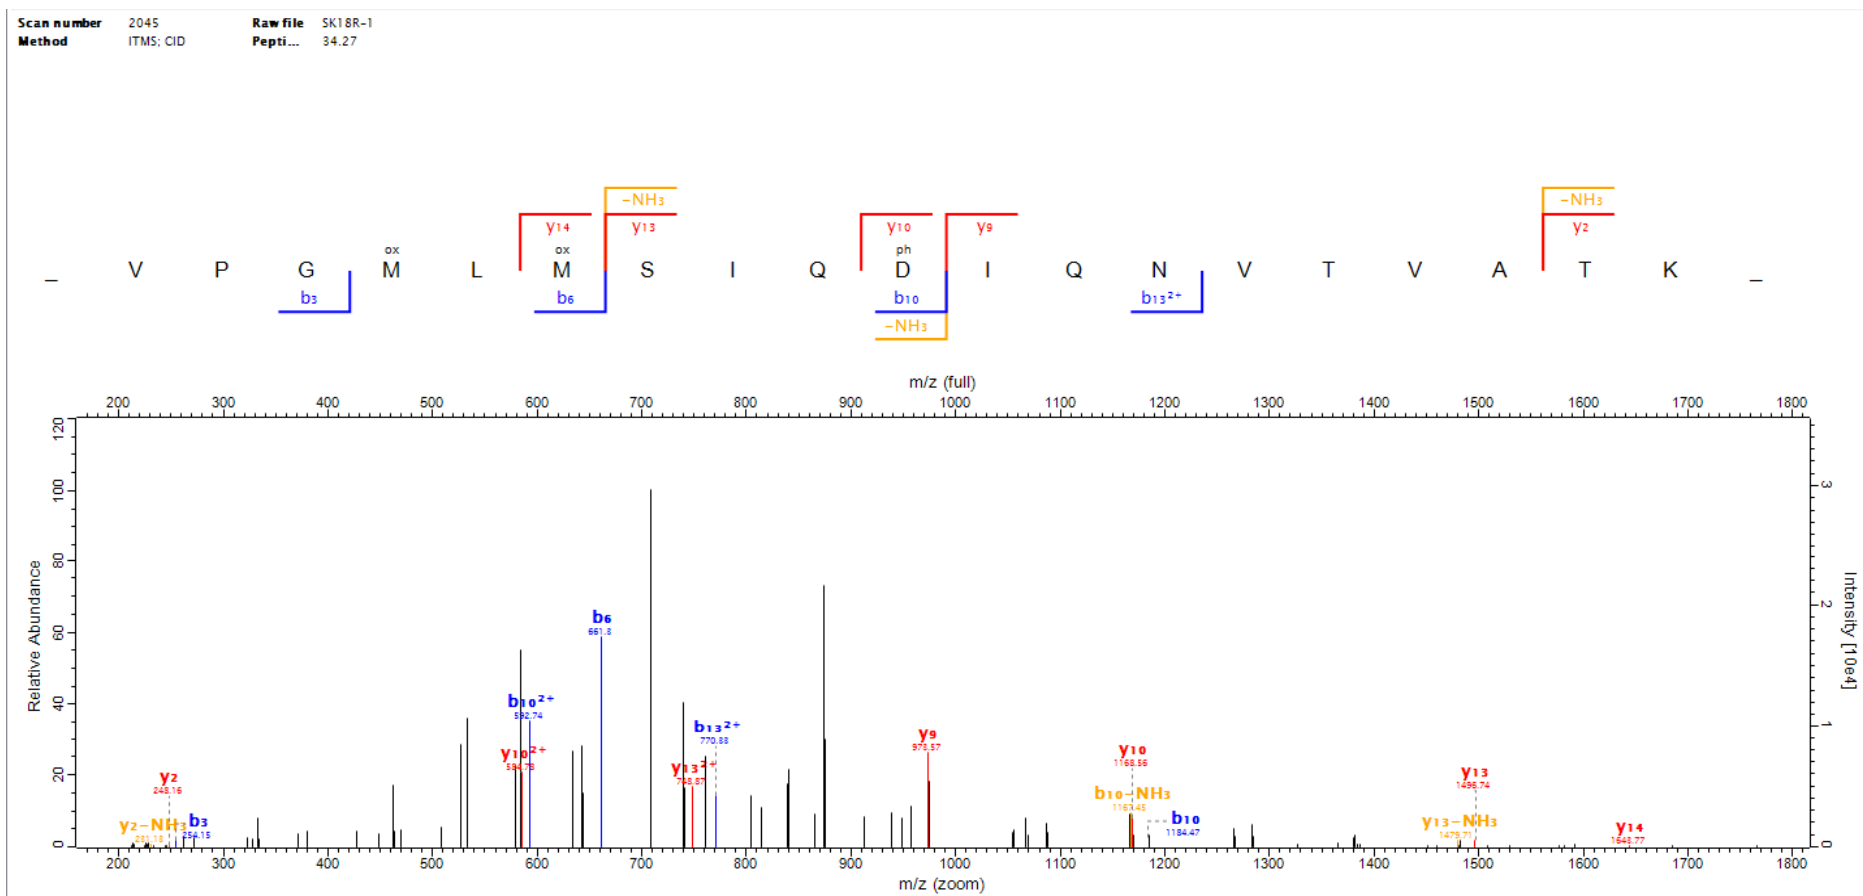 Scan number 2045 Raw file SK18R-1
Method ITMS; CID Pepti... 34.27
-NH₃ -NH₃
y₁₄ y₁₃ y₁₀ y₉ y₂
ox ox ph
_ V P G M L M S I Q D I Q N V T V A T K _
b₃ b₆ b₁₀ b₁₃²⁺
-NH₃
m/z (full)
200 300 400 500 600 700 800 900 1000 1100 1200 1300 1400 1500 1600 1700 1800
120
100
80
60
40
20
0
Relative Abundance
3
2
1
0
Intensity [10e4]
b₆
661.8
b₁₀²⁺
592.74
b₁₃²⁺
770.88
y₉
973.57
y₁₀²⁺
y₁₃²⁺
748.87
y₁₀
1168.56
y₂
248.16
y₁₃
1496.74
b₁₀-NH₃
1167.45
y₂-NH₃
231.13
b₃
254.15
b₁₀
1184.47
y₁₃-NH₃
1479.71
y₁₄
200 300 400 500 600 700 800 900 1000 1100 1200 1300 1400 1500 1600 1700 1800
m/z (zoom)